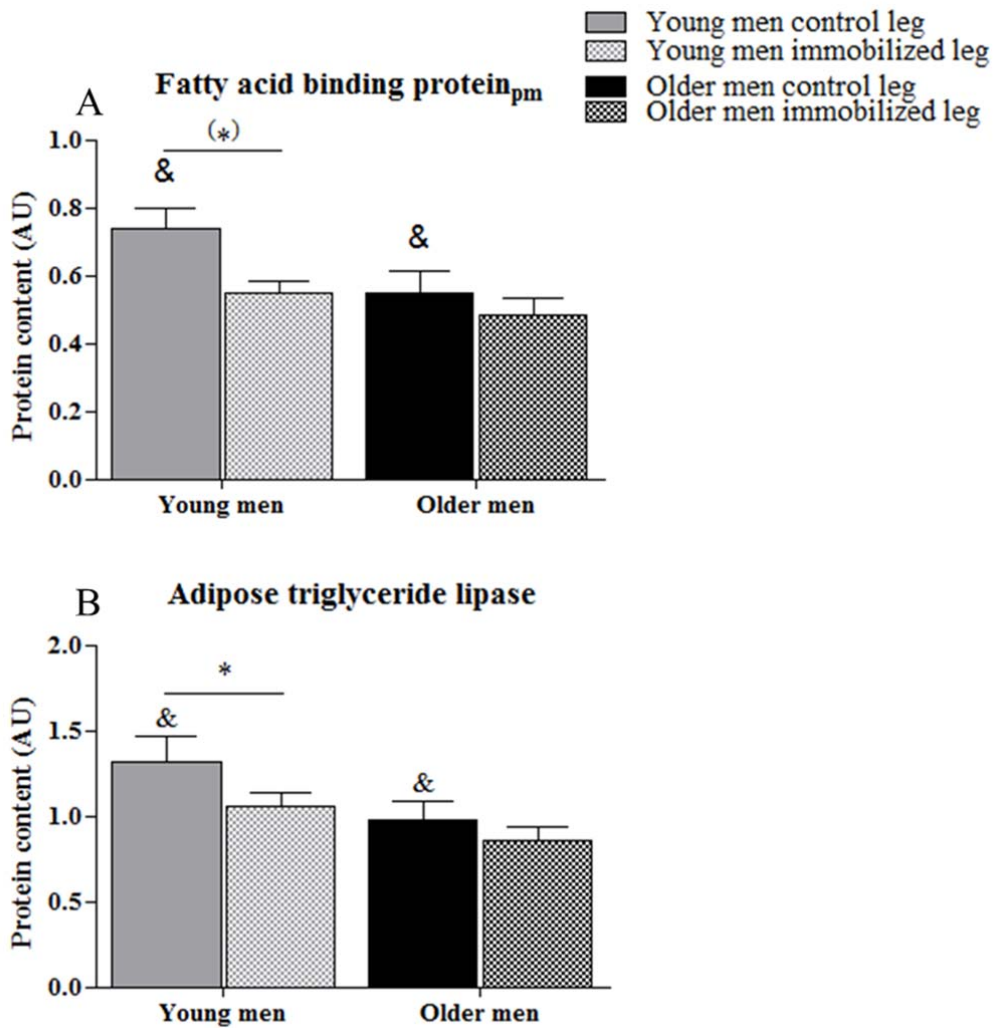 Young men control leg
Young men immobilized leg
Older men control leg
Older men immobilized leg
A
Fatty acid binding proteinpm
(*)
1.0
&
0.8
&
0.6
0.4
0.2
0.0
Protein content (AU)
Young men
Older men
B
Adipose triglyceride lipase
2.0
*
&
1.5
&
1.0
0.5
0.0
Protein content (AU)
Young men
Older men